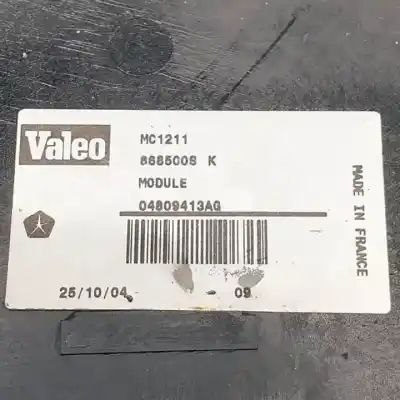 Valeo
MC1211
868500S K
MODULE
04809413AG
MADE IN FRANCE
25/10/04
09